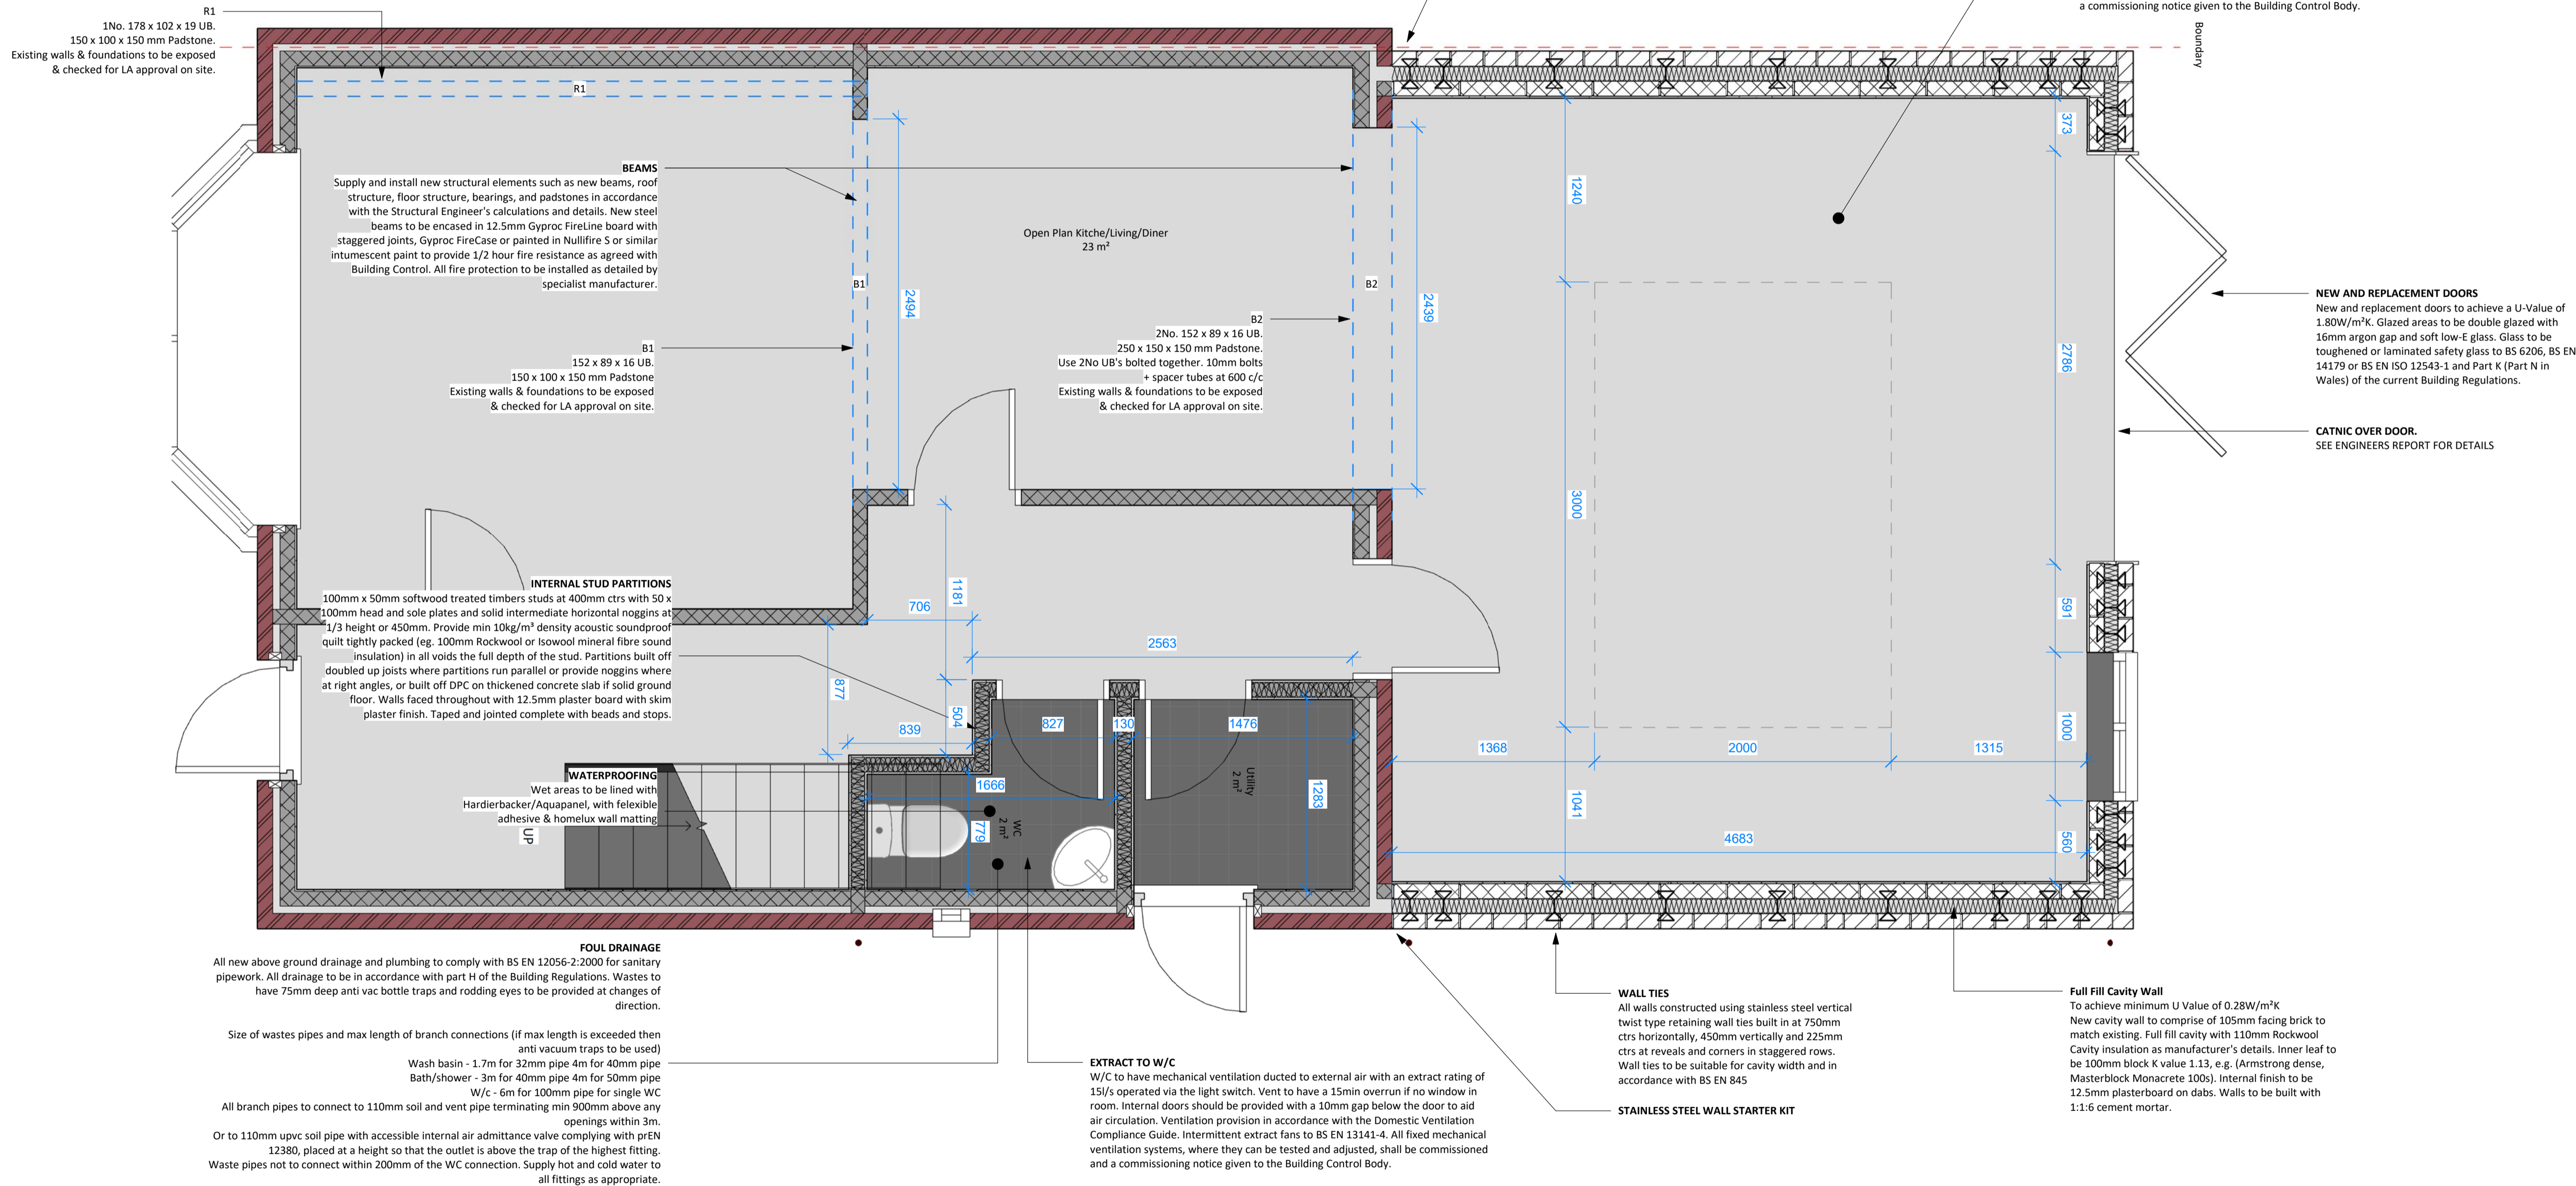 R1
1No. 178 x 102 x 19 UB.
150 x 100 x 150 mm Padstone.
Existing walls & foundations to be exposed
& checked for LA approval on site.
a commissioning notice given to the Building Control Body.
Boundary
R1
BEAMS
Supply and install new structural elements such as new beams, roof
structure, floor structure, bearings, and padstones in accordance
with the Structural Engineer's calculations and details. New steel
beams to be encased in 12.5mm Gyproc FireLine board with
staggered joints, Gyproc FireCase or painted in Nullifire S or similar
intumescent paint to provide 1/2 hour fire resistance as agreed with
Building Control. All fire protection to be installed as detailed by
specialist manufacturer.
Open Plan Kitche/Living/Diner
23 m²
B1
B2
2494
2439
1240
373
2786
3000
591
1000
1041
560
B1
152 x 89 x 16 UB.
150 x 100 x 150 mm Padstone
Existing walls & foundations to be exposed
& checked for LA approval on site.
B2
2No. 152 x 89 x 16 UB.
250 x 150 x 150 mm Padstone.
Use 2No UB's bolted together. 10mm bolts
+ spacer tubes at 600 c/c
Existing walls & foundations to be exposed
& checked for LA approval on site.
NEW AND REPLACEMENT DOORS
New and replacement doors to achieve a U-Value of
1.80W/m²K. Glazed areas to be double glazed with
16mm argon gap and soft low-E glass. Glass to be
toughened or laminated safety glass to BS 6206, BS EN
14179 or BS EN ISO 12543-1 and Part K (Part N in
Wales) of the current Building Regulations.
CATNIC OVER DOOR.
SEE ENGINEERS REPORT FOR DETAILS
INTERNAL STUD PARTITIONS
100mm x 50mm softwood treated timbers studs at 400mm ctrs with 50 x
100mm head and sole plates and solid intermediate horizontal noggins at
1/3 height or 450mm. Provide min 10kg/m³ density acoustic soundproof
quilt tightly packed (eg. 100mm Rockwool or Isowool mineral fibre sound
insulation) in all voids the full depth of the stud. Partitions built off
doubled up joists where partitions run parallel or provide noggins where
at right angles, or built off DPC on thickened concrete slab if solid ground
floor. Walls faced throughout with 12.5mm plaster board with skim
plaster finish. Taped and jointed complete with beads and stops.
706
1181
2563
877
504
839
827
130
1476
1368
2000
1315
4683
1666
779
1283
WC
2 m²
Utility
2 m²
WATERPROOFING
Wet areas to be lined with
Hardierbacker/Aquapanel, with felexible
adhesive & homelux wall matting
UP
FOUL DRAINAGE
All new above ground drainage and plumbing to comply with BS EN 12056-2:2000 for sanitary
pipework. All drainage to be in accordance with part H of the Building Regulations. Wastes to
have 75mm deep anti vac bottle traps and rodding eyes to be provided at changes of
direction.
Size of wastes pipes and max length of branch connections (if max length is exceeded then
anti vacuum traps to be used)
Wash basin - 1.7m for 32mm pipe 4m for 40mm pipe
Bath/shower - 3m for 40mm pipe 4m for 50mm pipe
W/c - 6m for 100mm pipe for single WC
All branch pipes to connect to 110mm soil and vent pipe terminating min 900mm above any
openings within 3m.
Or to 110mm upvc soil pipe with accessible internal air admittance valve complying with prEN
12380, placed at a height so that the outlet is above the trap of the highest fitting.
Waste pipes not to connect within 200mm of the WC connection. Supply hot and cold water to
all fittings as appropriate.
EXTRACT TO W/C
W/C to have mechanical ventilation ducted to external air with an extract rating of
15l/s operated via the light switch. Vent to have a 15min overrun if no window in
room. Internal doors should be provided with a 10mm gap below the door to aid
air circulation. Ventilation provision in accordance with the Domestic Ventilation
Compliance Guide. Intermittent extract fans to BS EN 13141-4. All fixed mechanical
ventilation systems, where they can be tested and adjusted, shall be commissioned
and a commissioning notice given to the Building Control Body.
WALL TIES
All walls constructed using stainless steel vertical
twist type retaining wall ties built in at 750mm
ctrs horizontally, 450mm vertically and 225mm
ctrs at reveals and corners in staggered rows.
Wall ties to be suitable for cavity width and in
accordance with BS EN 845
STAINLESS STEEL WALL STARTER KIT
Full Fill Cavity Wall
To achieve minimum U Value of 0.28W/m²K
New cavity wall to comprise of 105mm facing brick to
match existing. Full fill cavity with 110mm Rockwool
Cavity insulation as manufacturer's details. Inner leaf to
be 100mm block K value 1.13, e.g. (Armstrong dense,
Masterblock Monacrete 100s). Internal finish to be
12.5mm plasterboard on dabs. Walls to be built with
1:1:6 cement mortar.